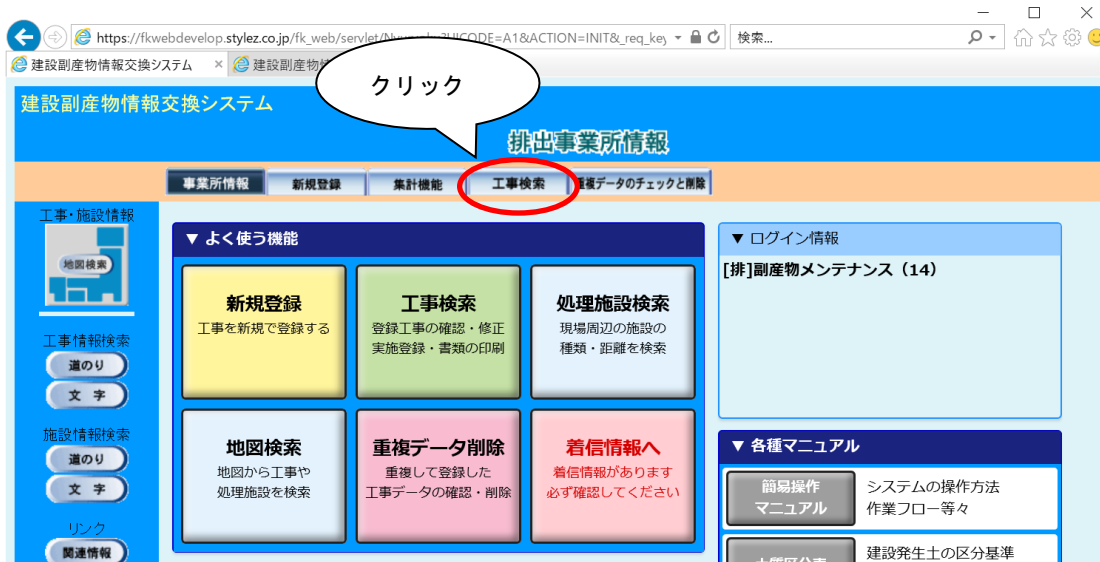 https://fkwebdevelop.stylez.co.jp/fk_web/servlet/
CODE=A1&ACTION=INIT&_req_key
検索...
建設副産物情報交換システム ×
建設副産物
クリック
建設副産物情報交換システム
排出事業所情報
事業所情報 新規登録 集計機能 工事検索 重複データのチェックと削除
工事・施設情報
地図検索
工事情報検索
道のり
文 字
施設情報検索
道のり
文 字
リンク
関連情報
▼ よく使う機能
新規登録
工事を新規で登録する
工事検索
登録工事の確認・修正
実施登録・書類の印刷
処理施設検索
現場周辺の施設の
種類・距離を検索
地図検索
地図から工事や
処理施設を検索
重複データ削除
重複して登録した
工事データの確認・削除
着信情報へ
着信情報があります
必ず確認してください
▼ ログイン情報
[排]副産物メンテナンス（14）
▼ 各種マニュアル
簡易操作
マニュアル
システムの操作方法
作業フロー等々
建設発生土の区分基準